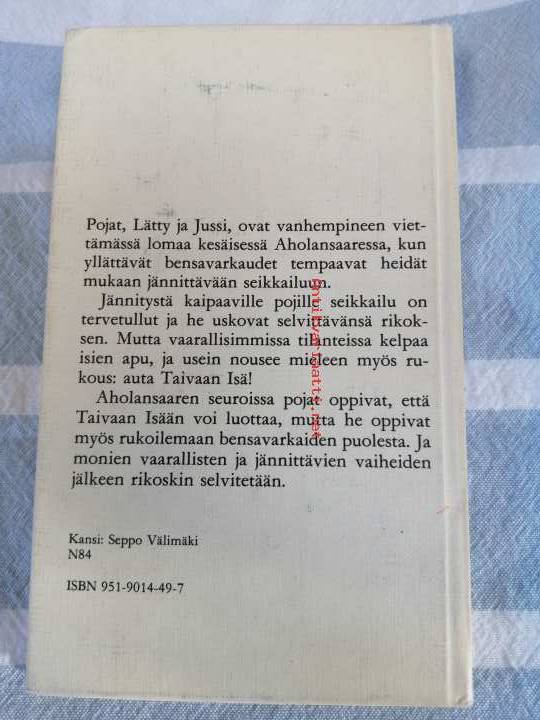 Pojat, Lätty ja Jussi, ovat vanhempineen viet-
tämässä lomaa kesäisessä Aholansaaressa, kun
yllättävät bensavarkaudet tempaavat heidät
mukaan jännittävään seikkailuun.
Jännitystä kaipaaville pojille seikkailu on
tervetullut ja he uskovat selvittävänsä rikok-
sen. Mutta vaarallisimmissa tilanteissa kelpaa
isien apu, ja usein nousee mieleen myös ru-
kous: auta Taivaan Isä!
Aholansaaren seuroissa pojat oppivat, että
Taivaan Isään voi luottaa, mutta he oppivat
myös rukoilemaan bensavarkaiden puolesta. Ja
monien vaarallisten ja jännittävien vaiheiden
jälkeen rikoskin selvitetään.
Kansi: Seppo Välimäki
N84
ISBN 951-9014-49-7